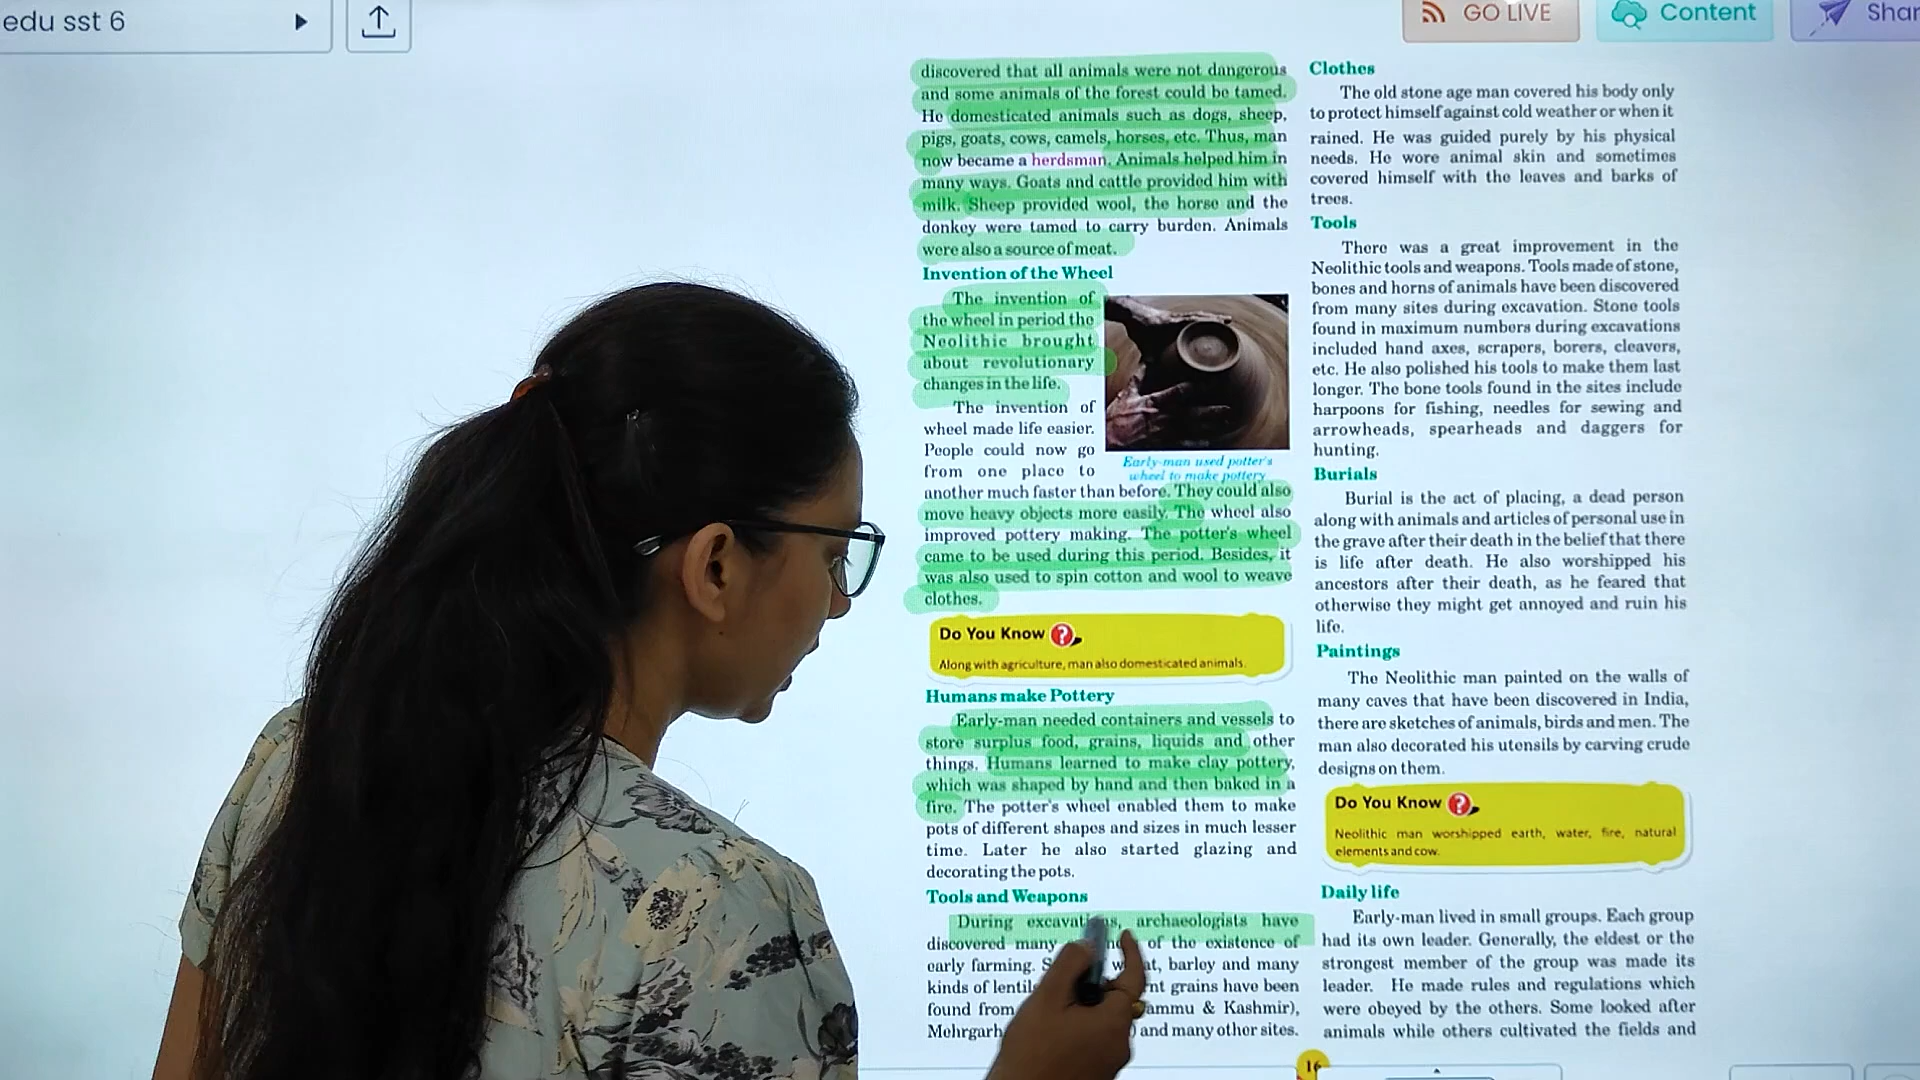 edu sst 6
GO LIVE
Content
Shar
discovered that all animals were not dangerous
and some animals of the forest could be tamed.
He domesticated animals such as dogs, sheep,
pigs, goats, cows, camels, horses, etc. Thus, man
now became a herdsman. Animals helped him in
many ways. Goats and cattle provided him with
milk. Sheep provided wool, the horse and the
donkey were tamed to carry burden. Animals
were also a source of meat.
Invention of the Wheel
The invention of
the wheel in period the
Neolithic brought
about revolutionary
changes in the life.
The invention of
wheel made life easier.
People could now go
from one place to
Early-man used potter's
wheel to make pottery
another much faster than before. They could also
move heavy objects more easily. The wheel also
improved pottery making. The potter's wheel
came to be used during this period. Besides, it
was also used to spin cotton and wool to weave
clothes.
Do You Know ?
Along with agriculture, man also domesticated animals.
Humans make Pottery
Early-man needed containers and vessels to
store surplus food, grains, liquids and other
things. Humans learned to make clay pottery,
which was shaped by hand and then baked in a
fire. The potter's wheel enabled them to make
pots of different shapes and sizes in much lesser
time. Later he also started glazing and
decorating the pots.
Tools and Weapons
During excavations, archaeologists have
discovered many of the existence of
early farming. barley and many
kinds of grains have been
found from Kashmir),
Mehrgarh and many other sites.
Clothes
The old stone age man covered his body only
to protect himself against cold weather or when it
rained. He was guided purely by his physical
needs. He wore animal skin and sometimes
covered himself with the leaves and barks of
trees.
Tools
There was a great improvement in the
Neolithic tools and weapons. Tools made of stone,
bones and horns of animals have been discovered
from many sites during excavation. Stone tools
found in maximum numbers during excavations
included hand axes, scrapers, borers, cleavers,
etc. He also polished his tools to make them last
longer. The bone tools found in the sites include
harpoons for fishing, needles for sewing and
arrowheads, spearheads and daggers for
hunting.
Burials
Burial is the act of placing, a dead person
along with animals and articles of personal use in
the grave after their death in the belief that there
is life after death. He also worshipped his
ancestors after their death, as he feared that
otherwise they might get annoyed and ruin his
life.
Paintings
The Neolithic man painted on the walls of
many caves that have been discovered in India,
there are sketches of animals, birds and men. The
man also decorated his utensils by carving crude
designs on them.
Do You Know ?
Neolithic man worshipped earth, water, fire, natural
elements and cow.
Daily life
Early-man lived in small groups. Each group
had its own leader. Generally, the eldest or the
strongest member of the group was made its
leader. He made rules and regulations which
were obeyed by the others. Some looked after
animals while others cultivated the fields and
16